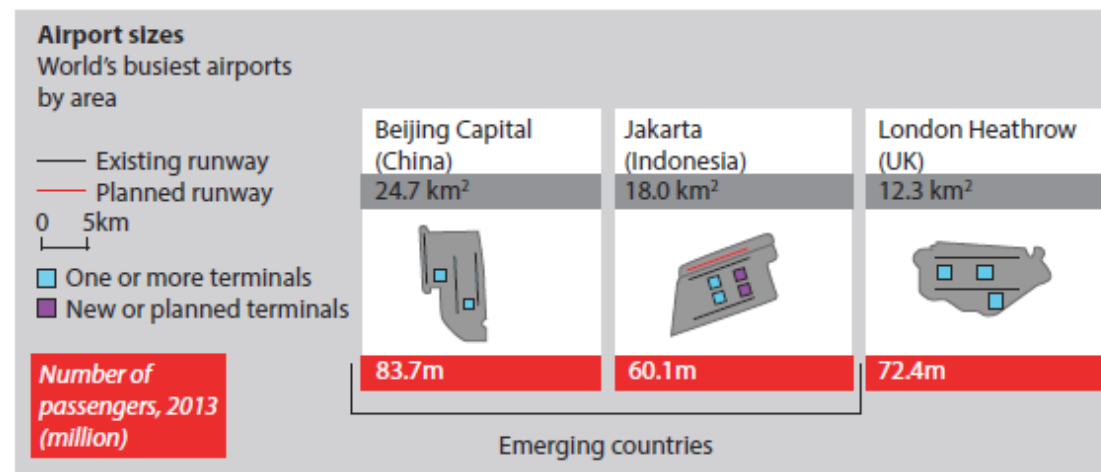 Airport sizes
World's busiest airports
by area
Existing runway
Planned runway
0 5km
One or more terminals
New or planned terminals
Number of
passengers, 2013
(million)
Beijing Capital
(China)
24.7 km²
83.7m
Jakarta
(Indonesia)
18.0 km²
60.1m
London Heathrow
(UK)
12.3 km²
72.4m
Emerging countries